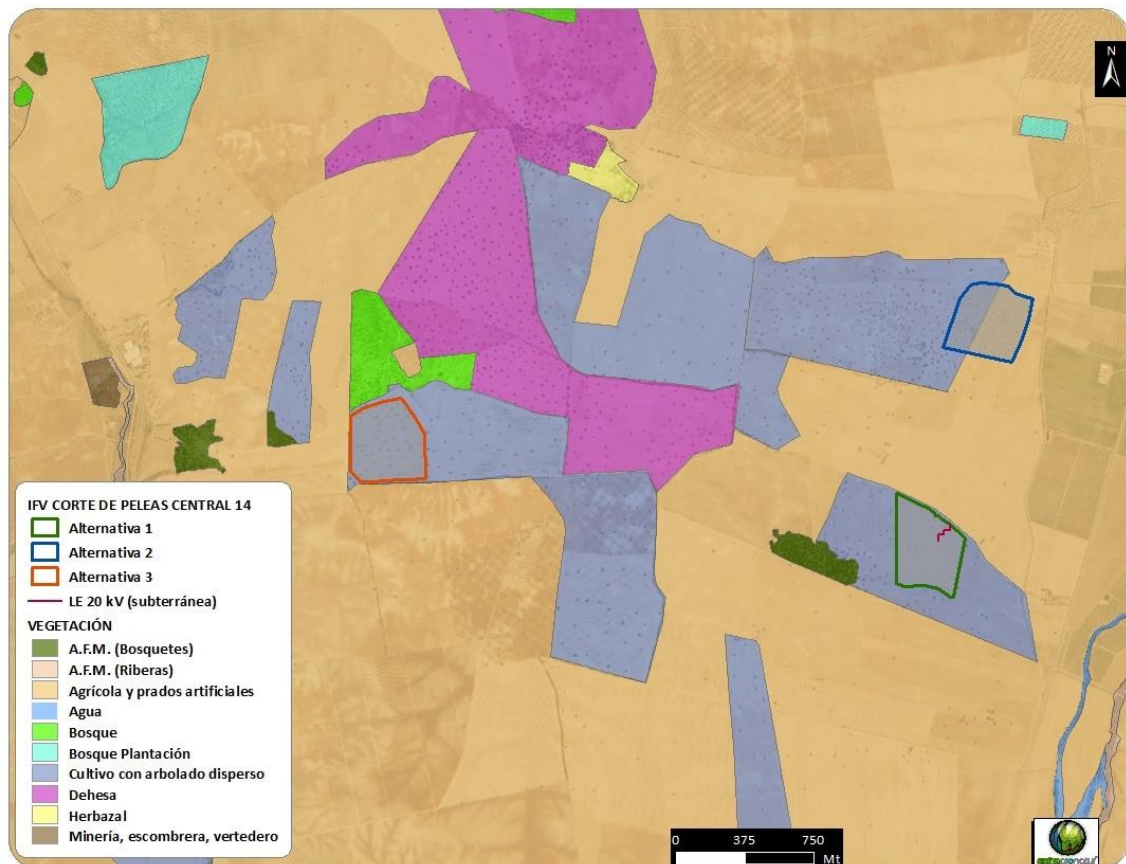 N
IFV CORTE DE PELEAS CENTRAL 14
Alternativa 1
Alternativa 2
Alternativa 3
LE 20 kV (subterránea)
VEGETACIÓN
A.F.M. (Bosquetes)
A.F.M. (Riberas)
Agrícola y prados artificiales
Agua
Bosque
Bosque Plantación
Cultivo con arbolado disperso
Dehesa
Herbazal
Minería, escombrera, vertedero
0 375 750
Mt